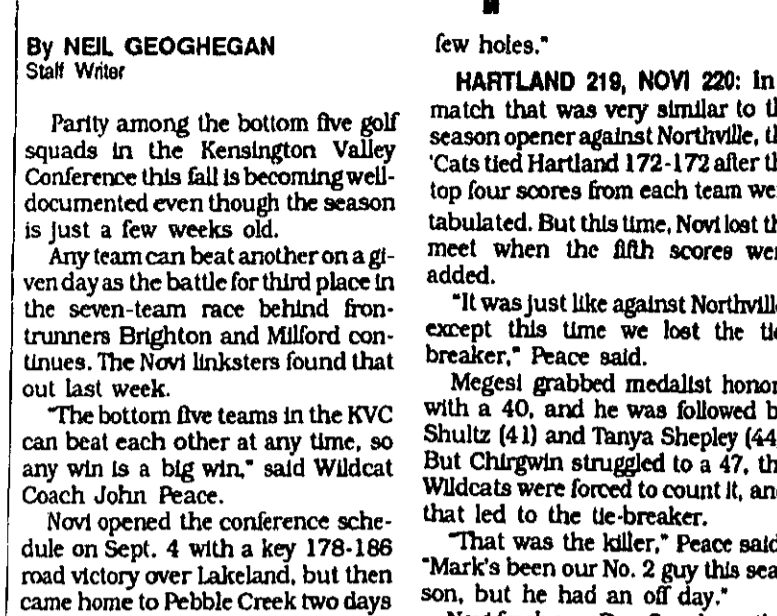 By NEIL GEOGHEGAN
Staff Writer
Parity among the bottom five golf
squads in the Kensington Valley
Conference this fall is becoming well-
documented even though the season
is just a few weeks old.
Any team can beat another on a gi-
ven day as the battle for third place in
the seven-team race behind fron-
trunners Brighton and Milford con-
tinues. The Novi linksters found that
out last week.
"The bottom five teams in the KVC
can beat each other at any time, so
any win is a big win," said Wildcat
Coach John Peace.
Novi opened the conference sche-
dule on Sept. 4 with a key 178-186
road victory over Lakeland, but then
came home to Pebble Creek two days
few holes."
HARTLAND 219, NOVI 220: In
match that was very similar to
season opener against Northville,
'Cats tied Hartland 172-172 after
top four scores from each team
tabulated. But this time, Novi lost
meet when the fifth scores
added.
"It was just like against Northville
except this time we lost the
breaker," Peace said.
Megesi grabbed medalist
with a 40, and he was followed
Shultz (41) and Tanya Shepley (44
But Chirgwin struggled to a 47,
Wildcats were forced to count it,
that led to the tie-breaker.
"That was the killer," Peace said
"Mark's been our No. 2 guy this sea
son, but he had an off day."